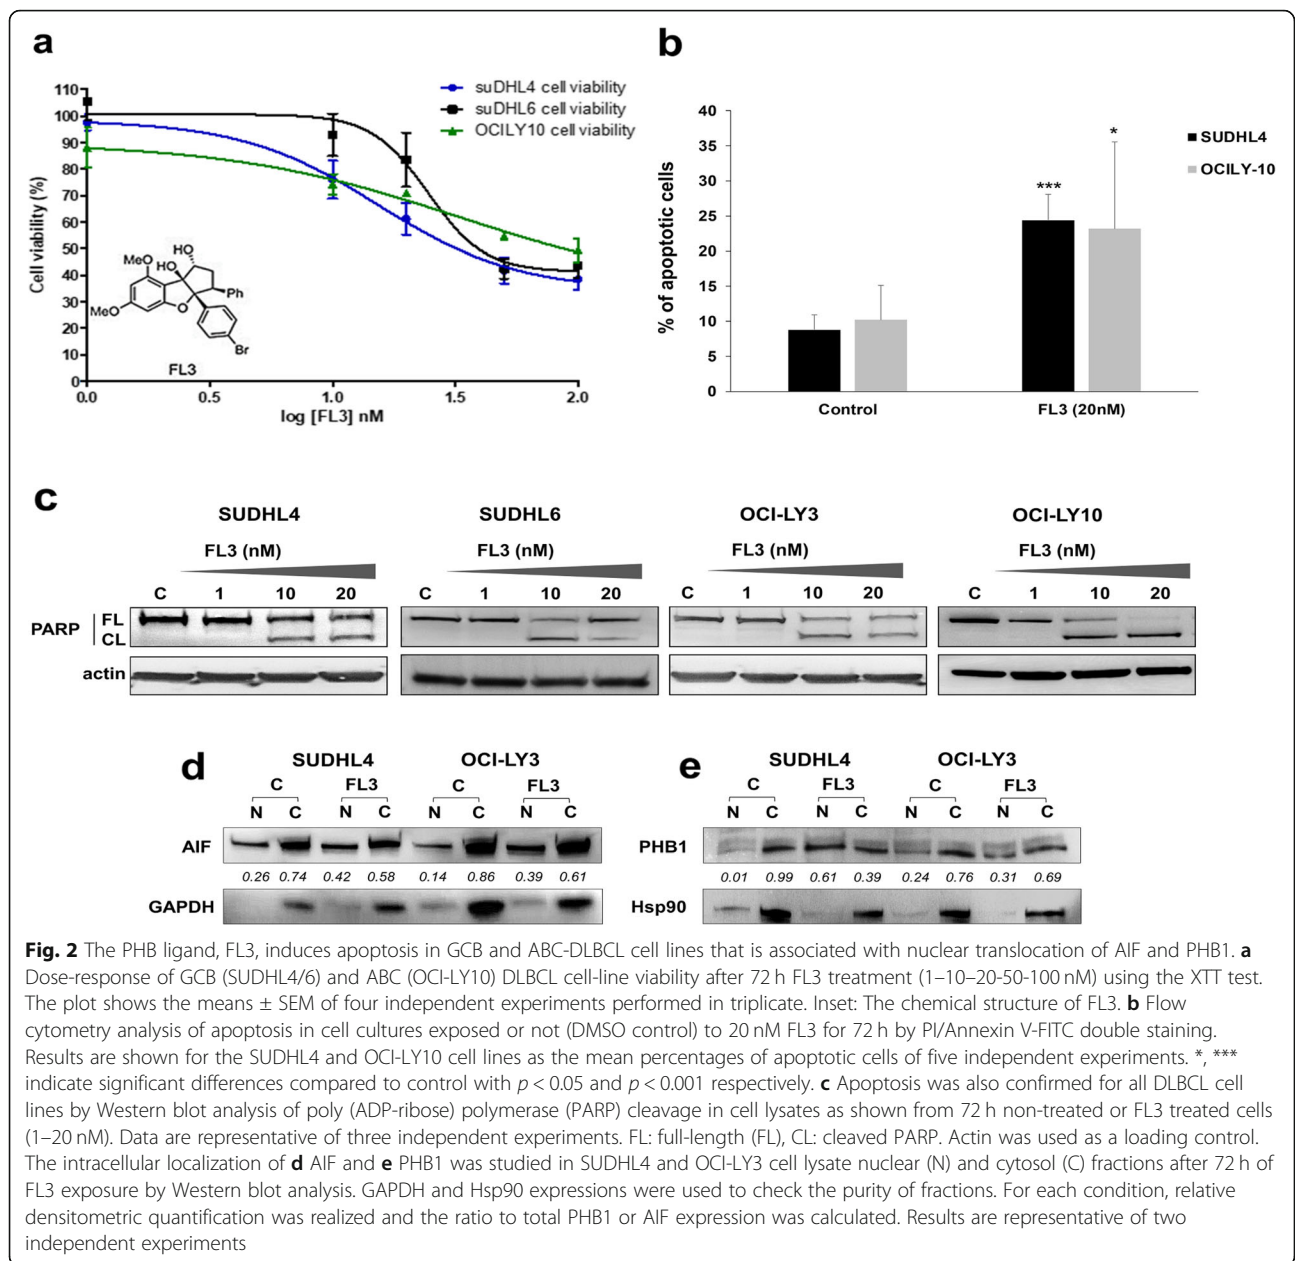 a
suDHL4 cell viability
suDHL6 cell viability
OCILY10 cell viability
Cell viability (%)
110
100
90
80
70
60
50
40
30
20
10
0
0.0 0.5 1.0 1.5 2.0
log [FL3] nM
HO
MeO HO
Ph
MeO
O
Br
FL3
b
% of apoptotic cells
40
35
30
25
20
15
10
5
0
*
***
SUDHL4
OCILY-10
Control FL3 (20nM)
c
SUDHL4 SUDHL6 OCI-LY3 OCI-LY10
FL3 (nM) FL3 (nM) FL3 (nM) FL3 (nM)
C 1 10 20 C 1 10 20 C 1 10 20 C 1 10 20
PARP FL
CL
actin
d
SUDHL4 OCI-LY3
C FL3 C FL3
N C N C N C N C
AIF
0.26 0.74 0.42 0.58 0.14 0.86 0.39 0.61
GAPDH
e
SUDHL4 OCI-LY3
C FL3 C FL3
N C N C N C N C
PHB1
0.01 0.99 0.61 0.39 0.24 0.76 0.31 0.69
Hsp90
Fig. 2 The PHB ligand, FL3, induces apoptosis in GCB and ABC-DLBCL cell lines that is associated with nuclear translocation of AIF and PHB1. a
Dose-response of GCB (SUDHL4/6) and ABC (OCI-LY10) DLBCL cell-line viability after 72 h FL3 treatment (1–10–20-50-100 nM) using the XTT test.
The plot shows the means ± SEM of four independent experiments performed in triplicate. Inset: The chemical structure of FL3. b Flow
cytometry analysis of apoptosis in cell cultures exposed or not (DMSO control) to 20 nM FL3 for 72 h by PI/Annexin V-FITC double staining.
Results are shown for the SUDHL4 and OCI-LY10 cell lines as the mean percentages of apoptotic cells of five independent experiments. *, ***
indicate significant differences compared to control with p < 0.05 and p < 0.001 respectively. c Apoptosis was also confirmed for all DLBCL cell
lines by Western blot analysis of poly (ADP-ribose) polymerase (PARP) cleavage in cell lysates as shown from 72 h non-treated or FL3 treated cells
(1–20 nM). Data are representative of three independent experiments. FL: full-length (FL), CL: cleaved PARP. Actin was used as a loading control.
The intracellular localization of d AIF and e PHB1 was studied in SUDHL4 and OCI-LY3 cell lysate nuclear (N) and cytosol (C) fractions after 72 h of
FL3 exposure by Western blot analysis. GAPDH and Hsp90 expressions were used to check the purity of fractions. For each condition, relative
densitometric quantification was realized and the ratio to total PHB1 or AIF expression was calculated. Results are representative of two
independent experiments